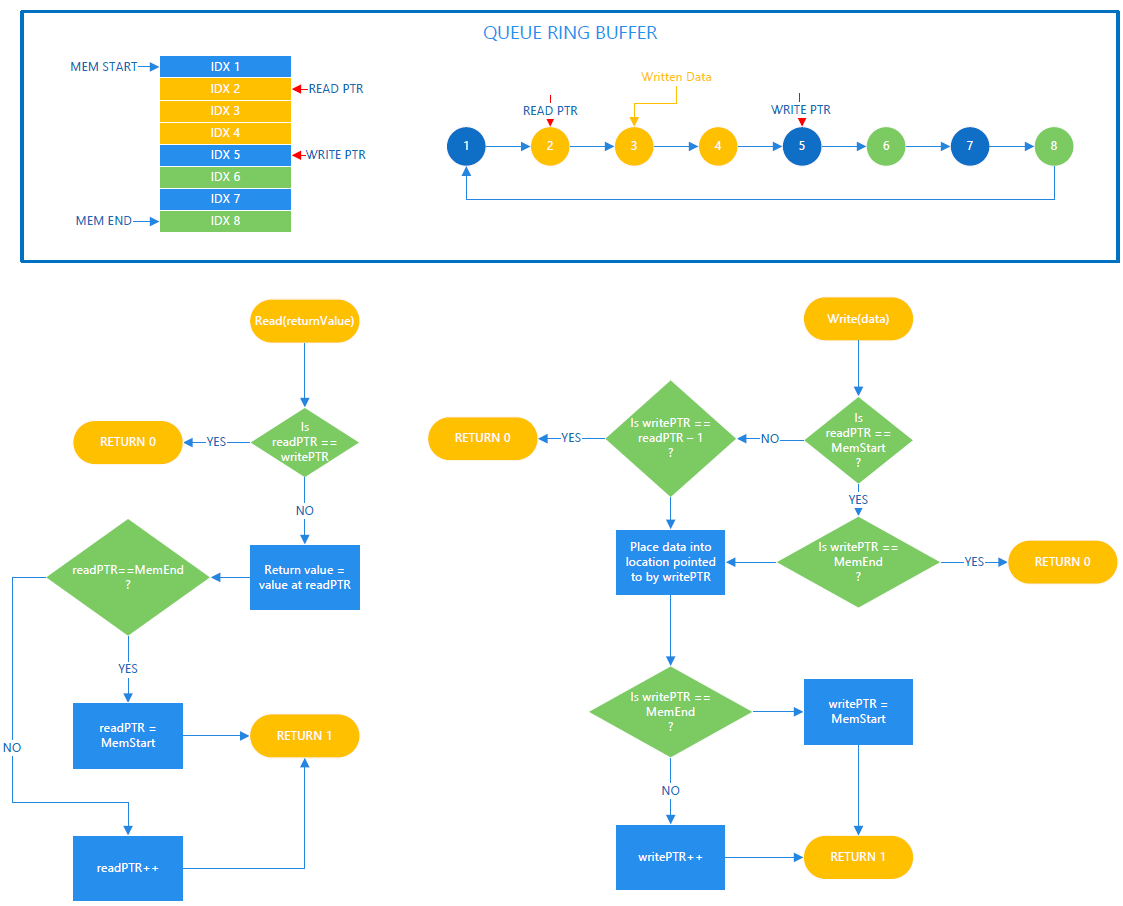 QUEUE RING BUFFER
MEM START
IDX 1
IDX 2
READ PTR
IDX 3
IDX 4
IDX 5
WRITE PTR
IDX 6
IDX 7
MEM END
IDX 8
Written Data
READ PTR
WRITE PTR
1
2
3
4
5
6
7
8
Read(returnValue)
Is
readPTR ==
writePTR
YES
RETURN 0
NO
Return value =
value at readPTR
readPTR==MemEnd
?
YES
NO
readPTR =
MemStart
RETURN 1
readPTR++
Write(data)
Is
readPTR ==
MemStart
?
NO
Is writePTR ==
readPTR – 1
?
YES
RETURN 0
YES
Is writePTR ==
MemEnd
?
YES
RETURN 0
Place data into
location pointed
to by writePTR
Is writePTR ==
MemEnd
?
writePTR =
MemStart
NO
writePTR++
RETURN 1